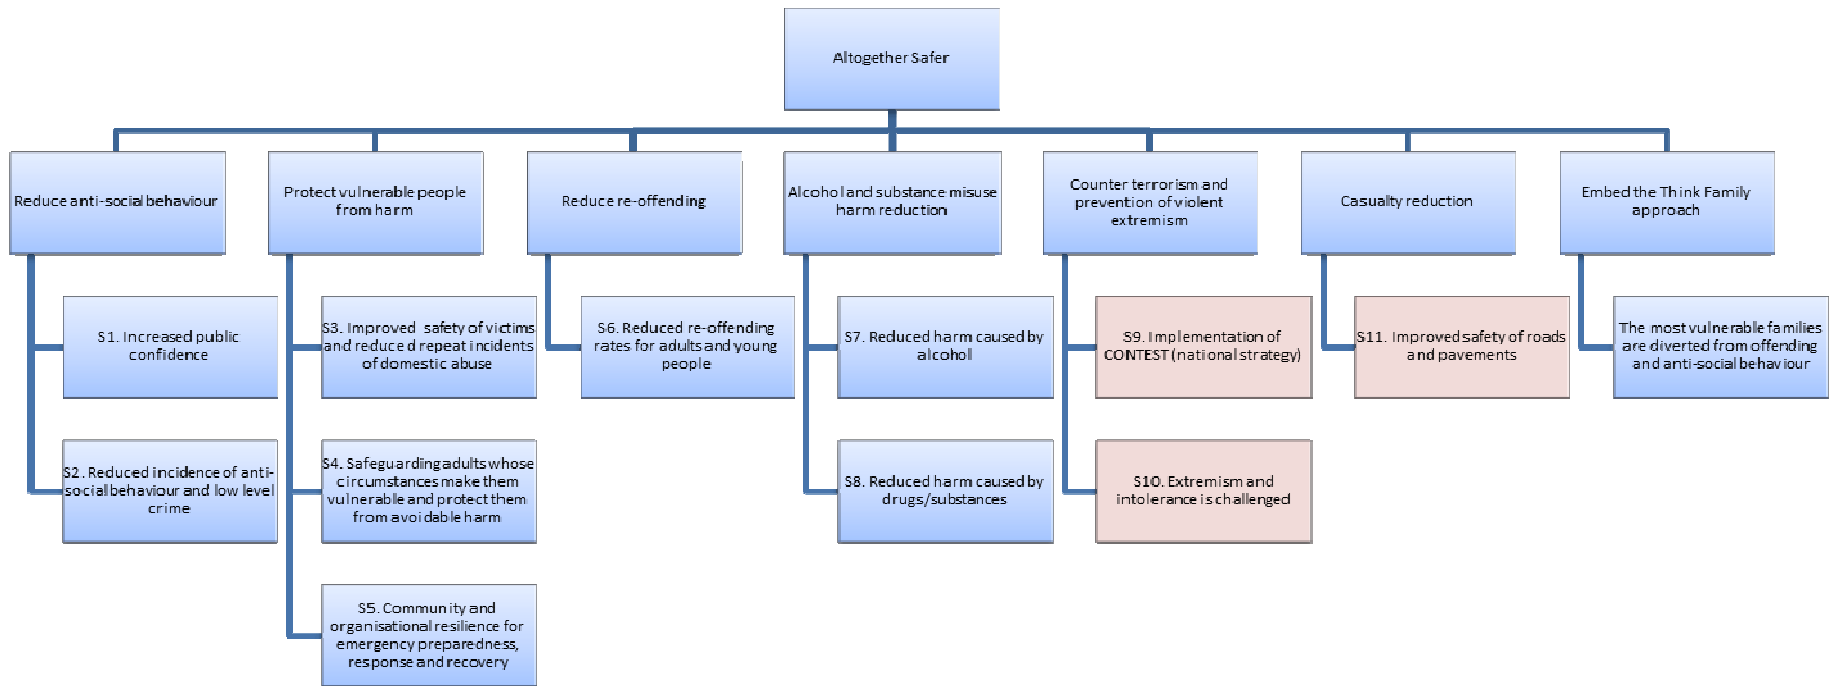 Altogether Safer
Reduce anti-social behaviour
Protect vulnerable people
from harm
Reduce re-offending
Alcohol and substance misuse
harm reduction
Counter terrorism and
prevention of violent
extremism
Casualty reduction
Embed the Think Family
approach
S1. Increased public
confidence
S2. Reduced incidence of anti-
social behaviour and low level
crime
S3. Improved safety of victims
and reduced repeat incidents
of domestic abuse
S4. Safeguarding adults whose
circumstances make them
vulnerable and protect them
from avoidable harm
S5. Community and
organisational resilience for
emergency preparedness,
response and recovery
S6. Reduced re-offending
rates for adults and young
people
S7. Reduced harm caused by
alcohol
S8. Reduced harm caused by
drugs/substances
S9. Implementation of
CONTEST (national strategy)
S10. Extremism and
intolerance is challenged
S11. Improved safety of roads
and pavements
The most vulnerable families
are diverted from offending
and anti-social behaviour